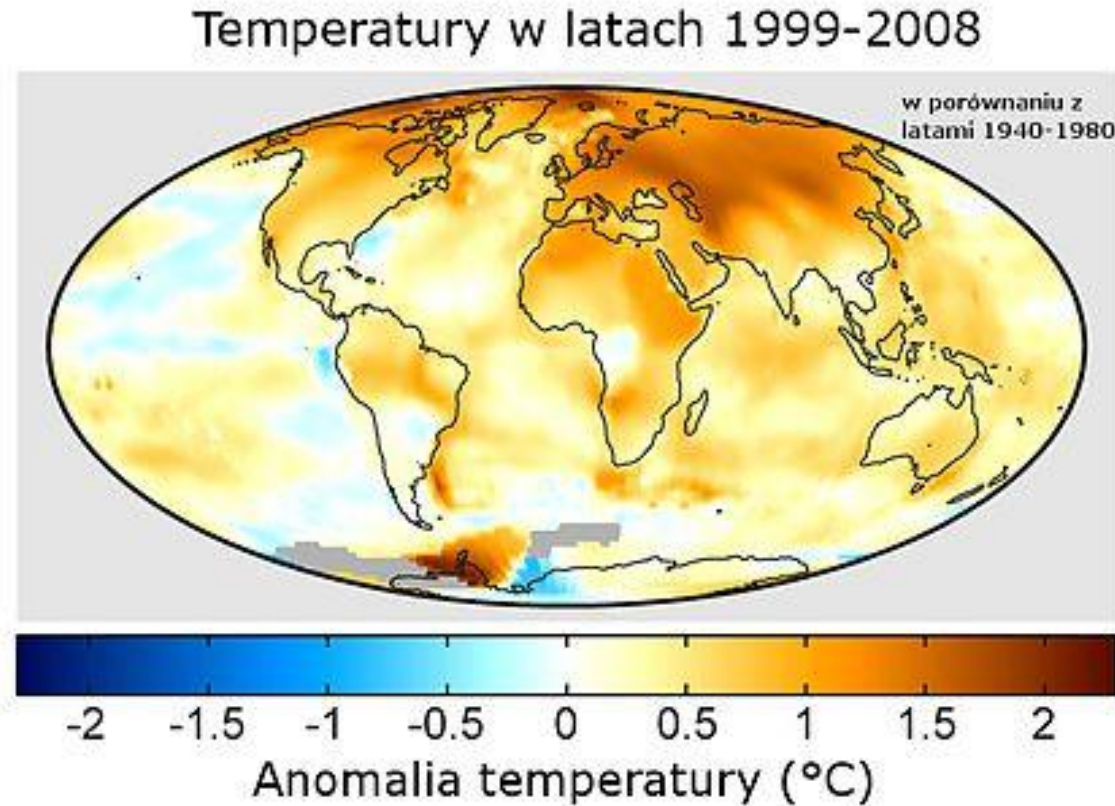 Temperatury w latach 1999-2008
w porównaniu z
latami 1940-1980
-2 -1.5 -1 -0.5 0 0.5 1 1.5 2
Anomalia temperatury (°C)